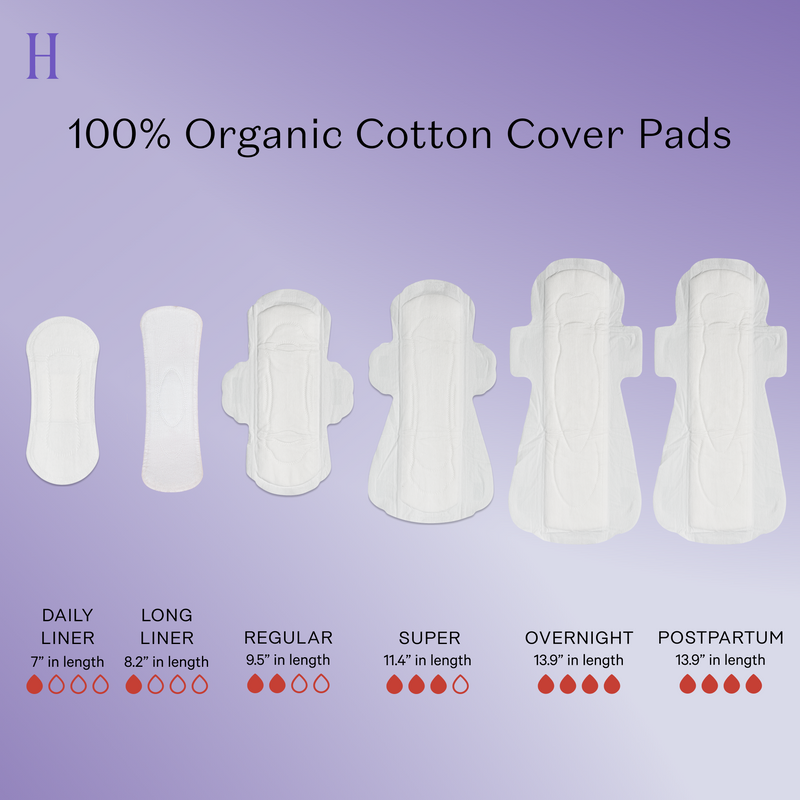 H
100% Organic Cotton Cover Pads
DAILY
LINER
7” in length
LONG
LINER
8.2” in length
REGULAR
9.5” in length
SUPER
11.4” in length
OVERNIGHT
13.9” in length
POSTPARTUM
13.9” in length